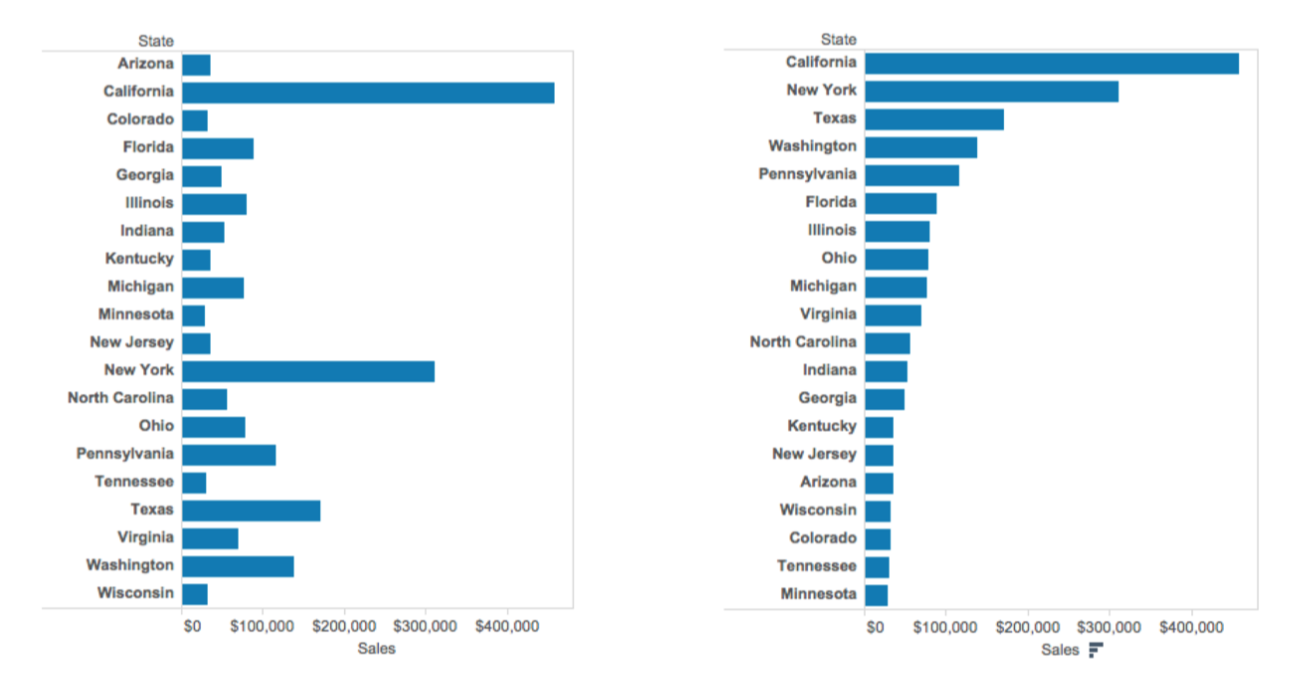 State
Arizona
California
Colorado
Florida
Georgia
Illinois
Indiana
Kentucky
Michigan
Minnesota
New Jersey
New York
North Carolina
Ohio
Pennsylvania
Tennessee
Texas
Virginia
Washington
Wisconsin
$0 $100,000 $200,000 $300,000 $400,000
Sales
State
California
New York
Texas
Washington
Pennsylvania
Florida
Illinois
Ohio
Michigan
Virginia
North Carolina
Indiana
Georgia
Kentucky
New Jersey
Arizona
Wisconsin
Colorado
Tennessee
Minnesota
$0 $100,000 $200,000 $300,000 $400,000
Sales